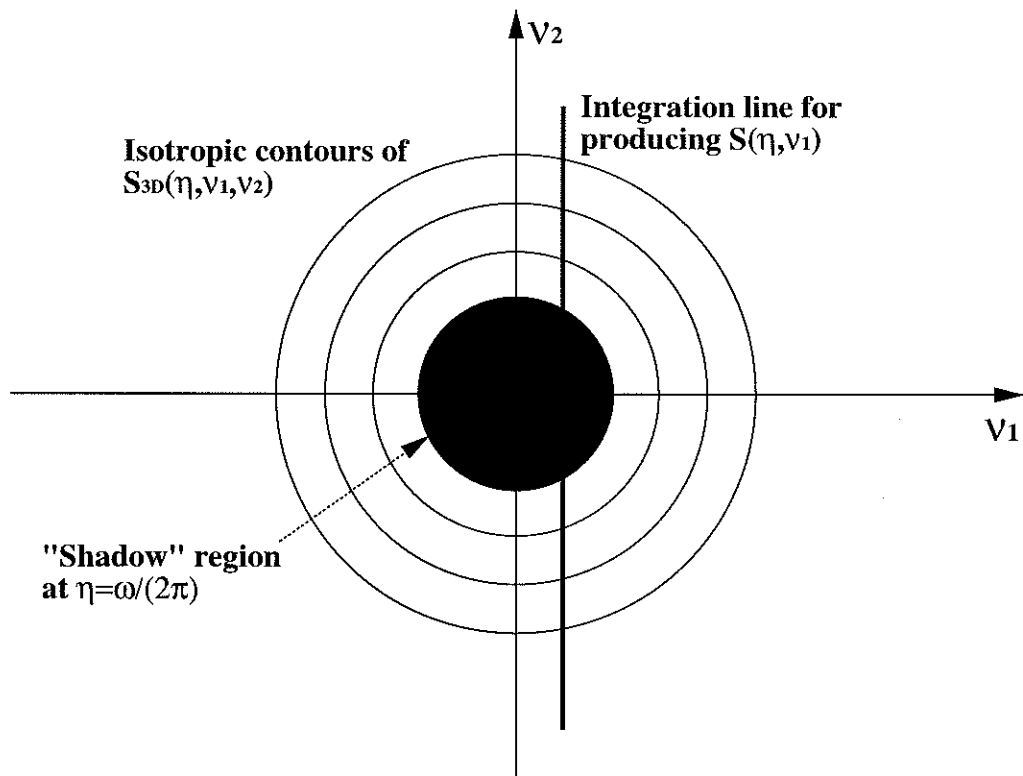 ν2
Integration line for
producing S(η,ν1)
Isotropic contours of
S3D(η,ν1,ν2)
ν1
"Shadow" region
at η=ω/(2π)